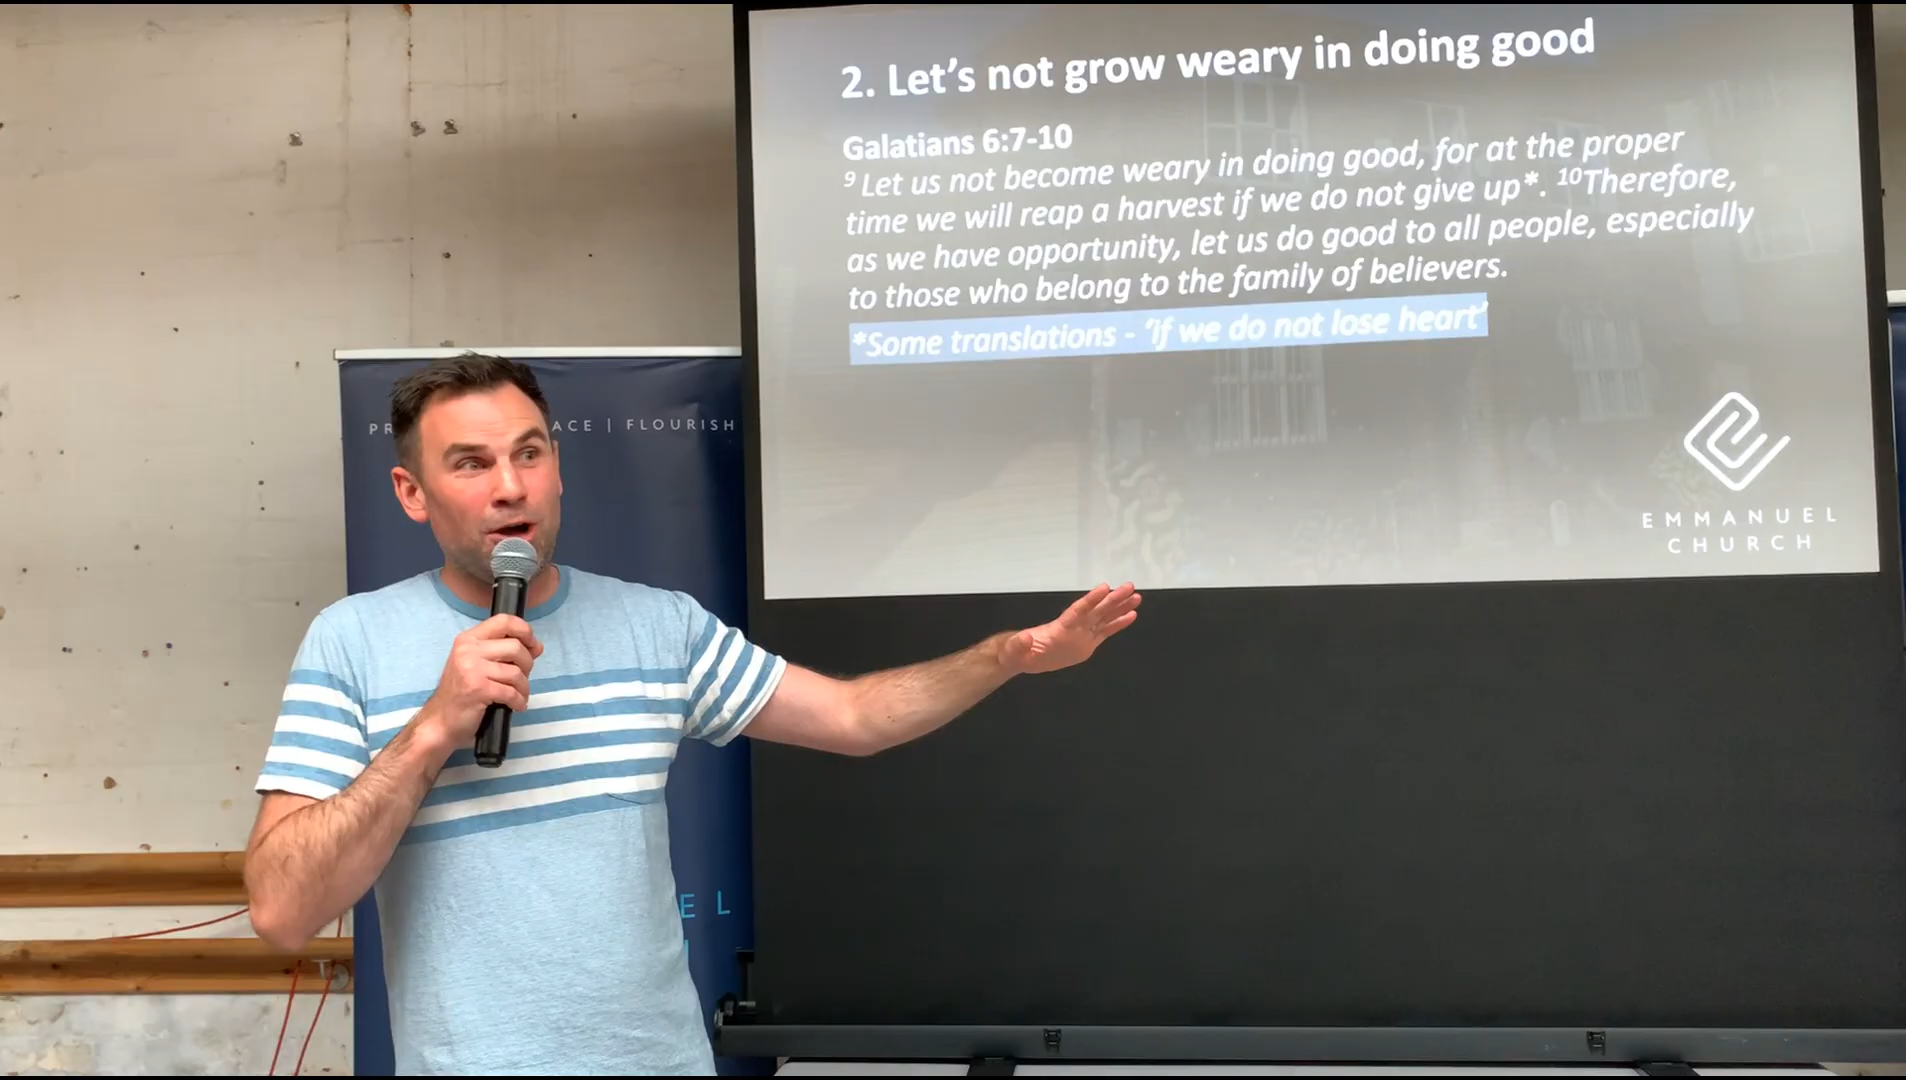 2. Let's not grow weary in doing good
Galatians 6:7-10
9 Let us not become weary in doing good, for at the proper
time we will reap a harvest if we do not give up*. 10Therefore,
as we have opportunity, let us do good to all people, especially
to those who belong to the family of believers.
*Some translations - 'if we do not lose heart'
EMMANUEL
CHURCH
PR ACE | FLOURISH
EL